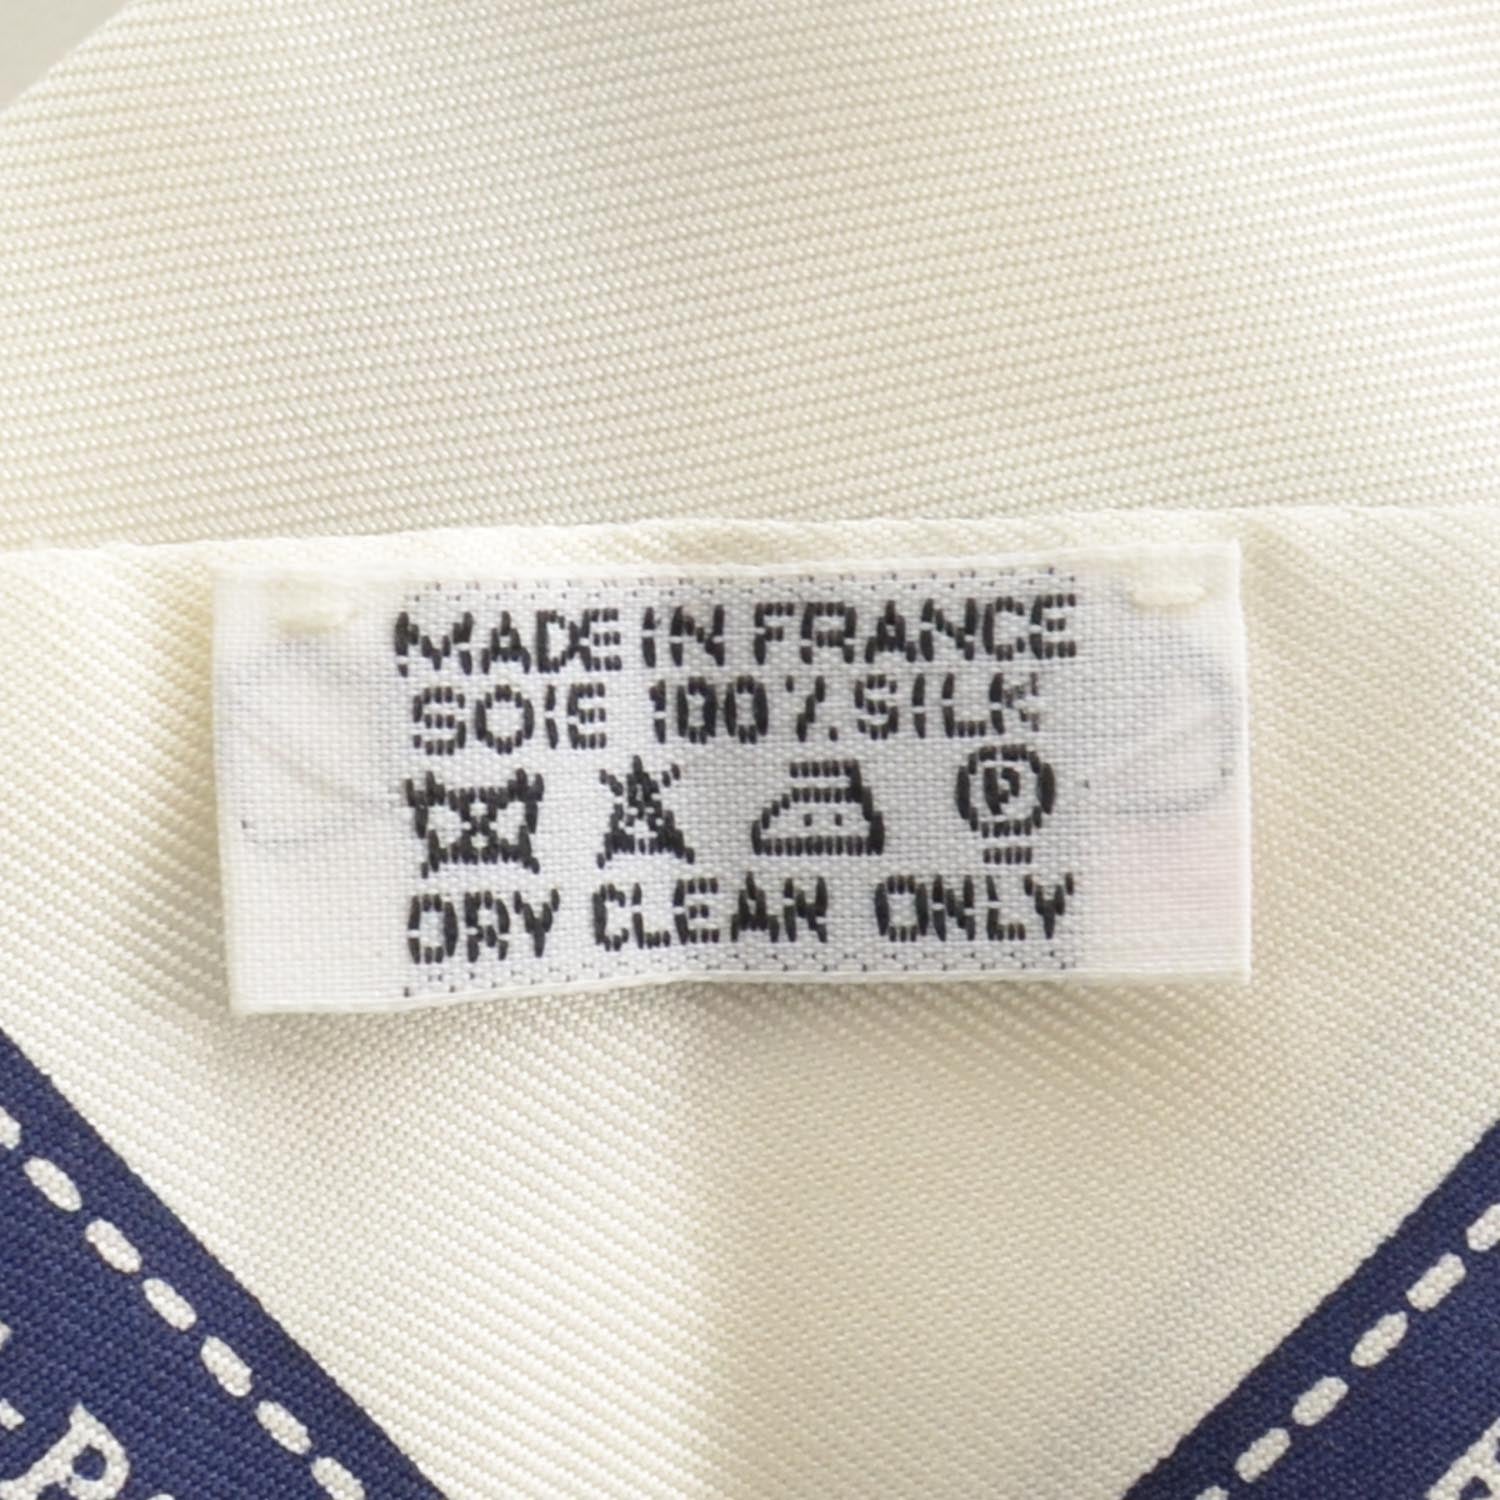 MADE IN FRANCE
SOIE 100% SILK
P
DRY CLEAN ONLY